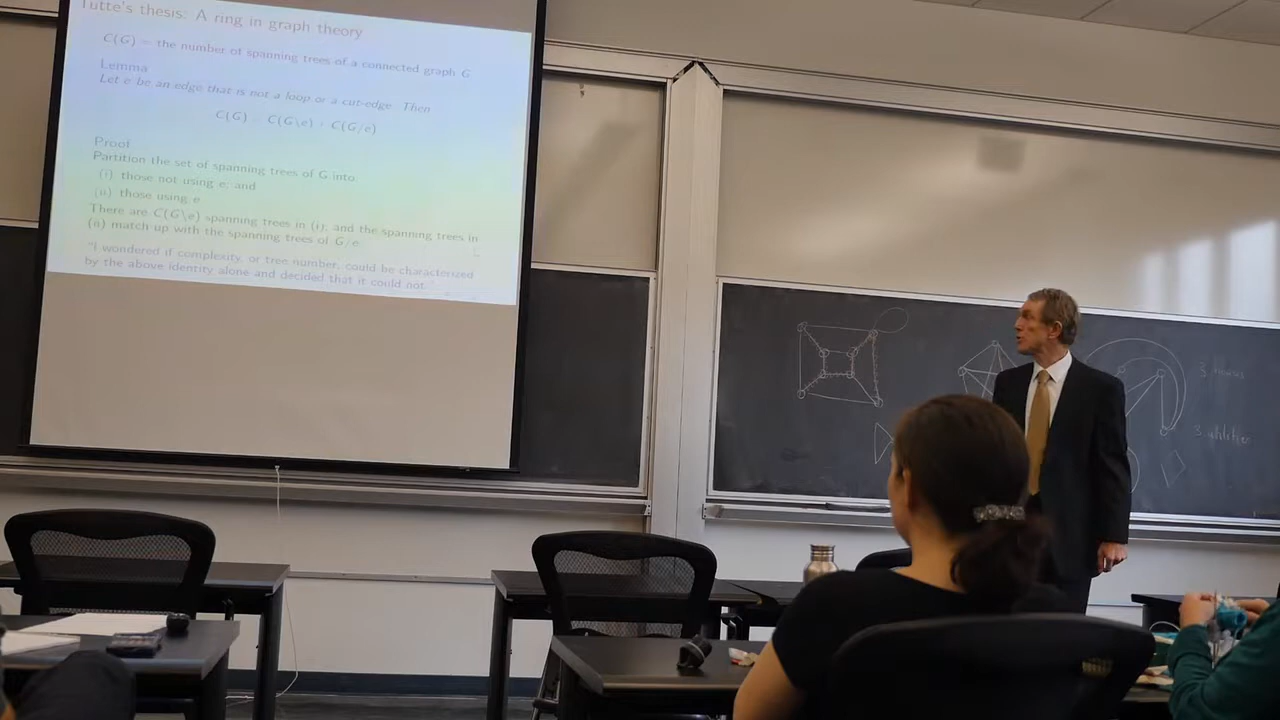 Tutte's thesis: A ring in graph theory
C(G) = the number of spanning trees of a connected graph G
Lemma
Let e be an edge that is not a loop or a cut-edge. Then
C(G) = C(G\e) + C(G/e)
Proof
Partition the set of spanning trees of G into:
(i) those not using e; and
(ii) those using e
There are C(G\e) spanning trees in (i), and the spanning trees in
(ii) match up with the spanning trees of G/e
"I wondered if complexity, or tree number, could be characterized
by the above identity alone and decided that it could not."
3 houses
3 utilities